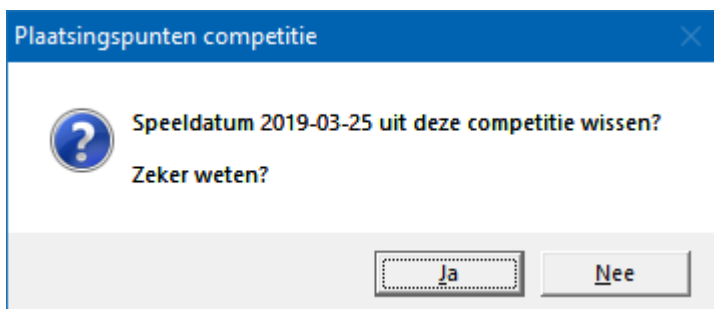 Plaatsingspunten competitie
Speeldatum 2019-03-25 uit deze competitie wissen?
Zeker weten?
Ja
Nee